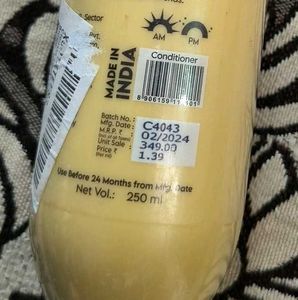 Sector
Pvt.
AM PM
MADE IN
INDIA
Conditioner
Batch No. : C4043
Mfg. Date : 02/2024
M.R.P. ₹ 349.00
Unit Sale : 1.39
Price ₹
Use Before 24 Months from Mfg. Date
Net Vol.: 250 ml